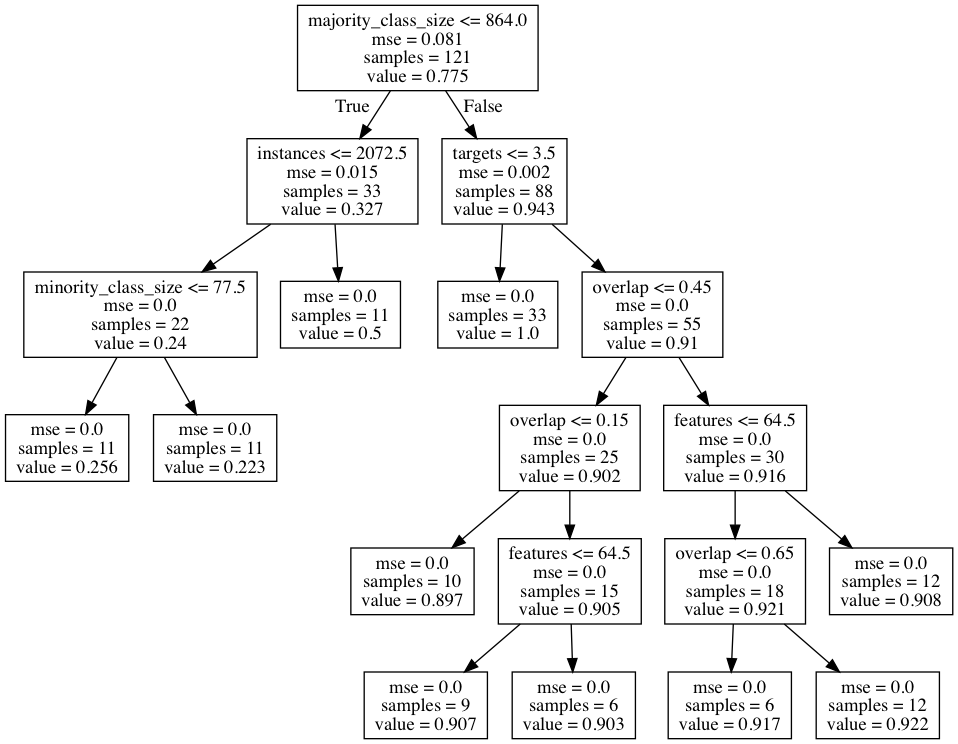 majority_class_size <= 864.0
mse = 0.081
samples = 121
value = 0.775
True
False
instances <= 2072.5
mse = 0.015
samples = 33
value = 0.327
targets <= 3.5
mse = 0.002
samples = 88
value = 0.943
minority_class_size <= 77.5
mse = 0.0
samples = 22
value = 0.24
mse = 0.0
samples = 11
value = 0.5
mse = 0.0
samples = 33
value = 1.0
overlap <= 0.45
mse = 0.0
samples = 55
value = 0.91
mse = 0.0
samples = 11
value = 0.256
mse = 0.0
samples = 11
value = 0.223
overlap <= 0.15
mse = 0.0
samples = 25
value = 0.902
features <= 64.5
mse = 0.0
samples = 30
value = 0.916
mse = 0.0
samples = 10
value = 0.897
features <= 64.5
mse = 0.0
samples = 15
value = 0.905
overlap <= 0.65
mse = 0.0
samples = 18
value = 0.921
mse = 0.0
samples = 12
value = 0.908
mse = 0.0
samples = 9
value = 0.907
mse = 0.0
samples = 6
value = 0.903
mse = 0.0
samples = 6
value = 0.917
mse = 0.0
samples = 12
value = 0.922